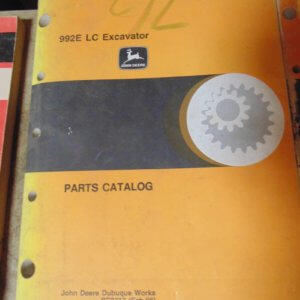 992E LC Excavator
JOHN DEERE
PARTS CATALOG
John Deere Dubuque Works